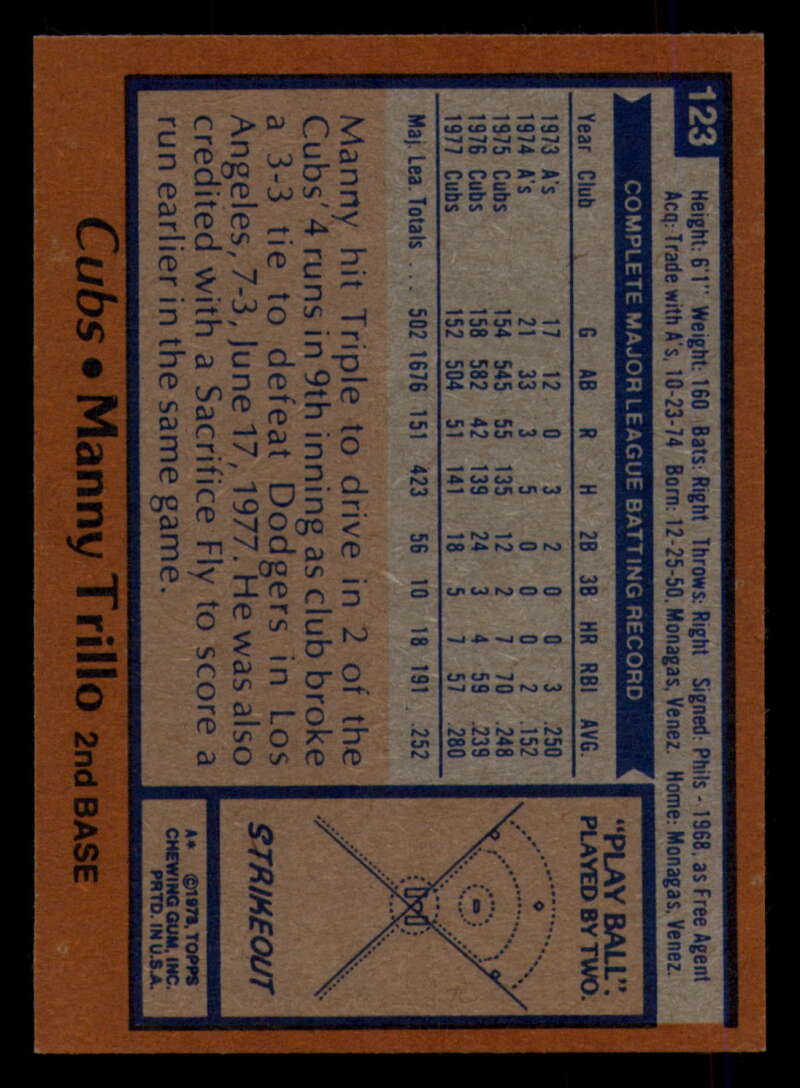 123
Height: 6'1" Weight: 160 Bats: Right Throws: Right Signed: Phils - 1968, as Free Agent
Acq: Trade with A's, 10-23-74 Born: 12-25-50, Monagas, Venez. Home: Monagas, Venez.
COMPLETE MAJOR LEAGUE BATTING RECORD
Year Club G AB R H 2B 3B HR RBI AVG.
1973 A's 17 12 0 3 2 0 0 3 .250
1974 A's 21 33 3 5 0 0 0 2 .152
1975 Cubs 154 545 55 135 12 2 7 70 .248
1976 Cubs 158 582 42 139 24 3 4 59 .239
1977 Cubs 152 504 51 141 18 5 7 57 .280
Maj. Lea. Totals ... 502 1676 151 423 56 10 18 191 .252
Manny hit Triple to drive in 2 of the
Cubs' 4 runs in 9th inning as club broke
a 3-3 tie to defeat Dodgers in Los
Angeles, 7-3, June 17, 1977. He was also
credited with a Sacrifice Fly to score a
run earlier in the same game.
"PLAY BALL":
PLAYED BY TWO.
STRIKEOUT
A* ©1978, TOPPS
CHEWING GUM, INC.
PRTD. IN U.S.A.
Cubs • Manny Trillo 2nd BASE